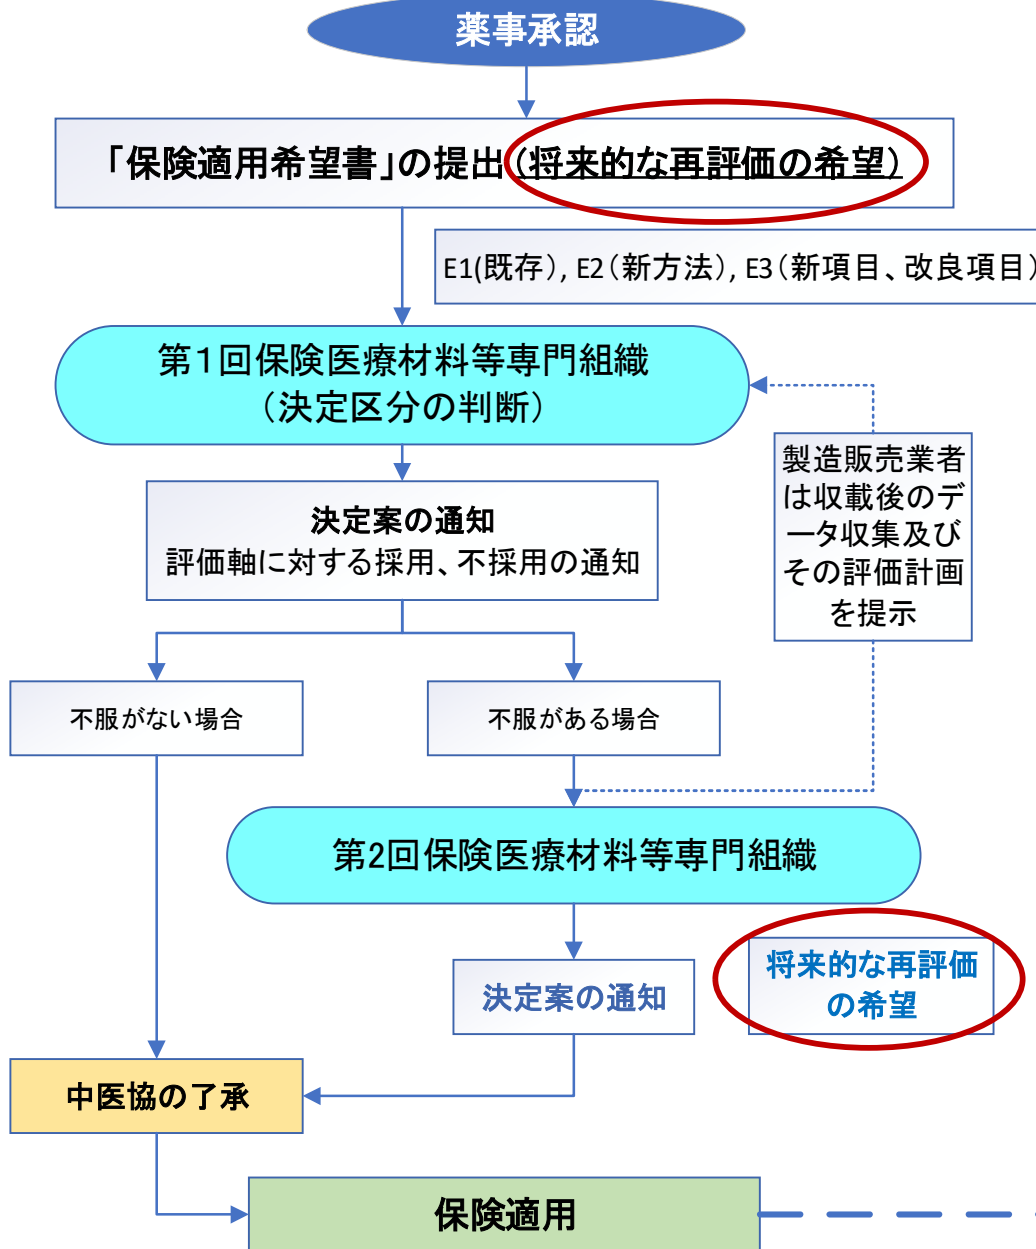 薬事承認
「保険適用希望書」の提出(将来的な再評価の希望)
E1(既存), E2(新方法), E3(新項目、改良項目)
第1回保険医療材料等専門組織
(決定区分の判断)
決定案の通知
評価軸に対する採用、不採用の通知
製造販売業者
は収載後のデ
ータ収集及び
その評価計画
を提示
不服がない場合
不服がある場合
第2回保険医療材料等専門組織
決定案の通知
将来的な再評価
の希望
中医協の了承
保険適用